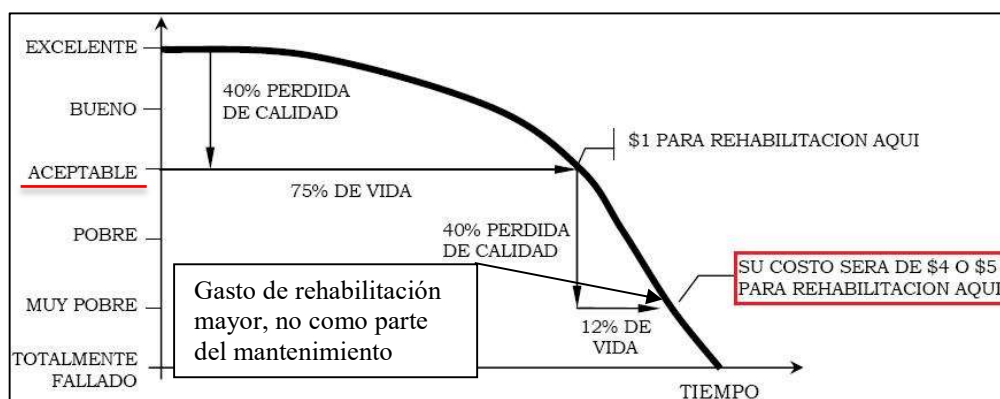 EXCELENTE
40% PERDIDA
DE CALIDAD
BUENO
$1 PARA REHABILITACION AQUI
ACEPTABLE
75% DE VIDA
POBRE
40% PERDIDA
DE CALIDAD
SU COSTO SERA DE $4 O $5
PARA REHABILITACION AQUI
Gasto de rehabilitación
mayor, no como parte
del mantenimiento
MUY POBRE
12% DE
VIDA
TOTALMENTE
FALLADO
TIEMPO